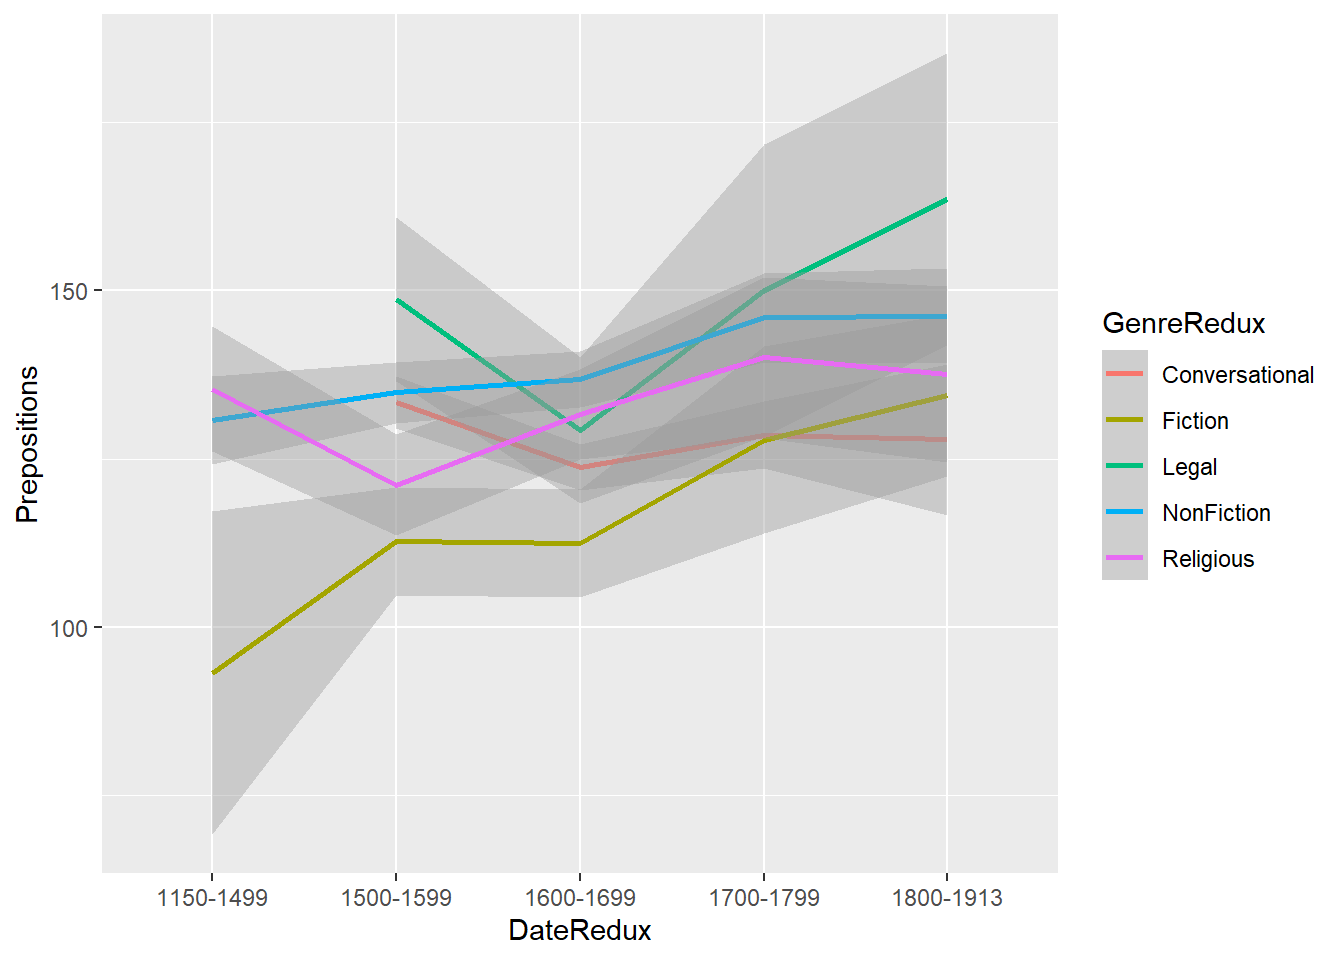 150
100
Prepositions
1150-1499 1500-1599 1600-1699 1700-1799 1800-1913
DateRedux
GenreRedux
Conversational
Fiction
Legal
NonFiction
Religious